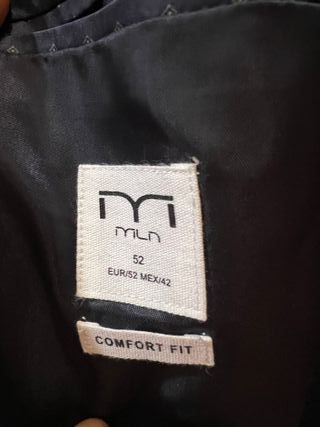 mln
52
EUR/52 MEX/42
COMFORT FIT